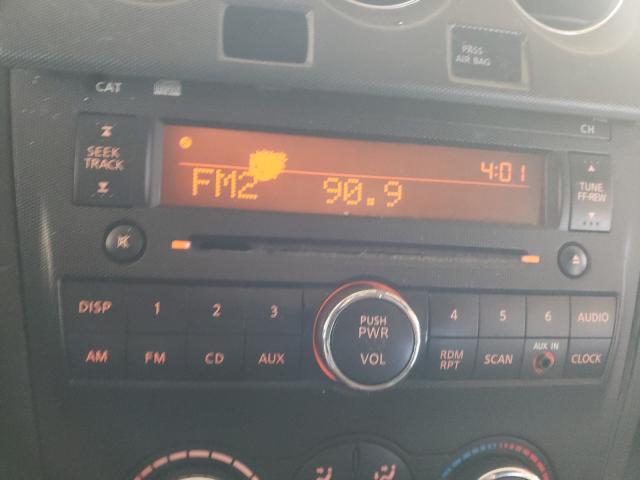 PASS
AIR BAG
CAT
CH
SEEK
TRACK
4:01
FM2 90.9
TUNE
FF·REW
DISP 1 2 3
PUSH
PWR
VOL
4 5 6 AUDIO
AM FM CD AUX
RDM
RPT
SCAN
AUX IN
CLOCK